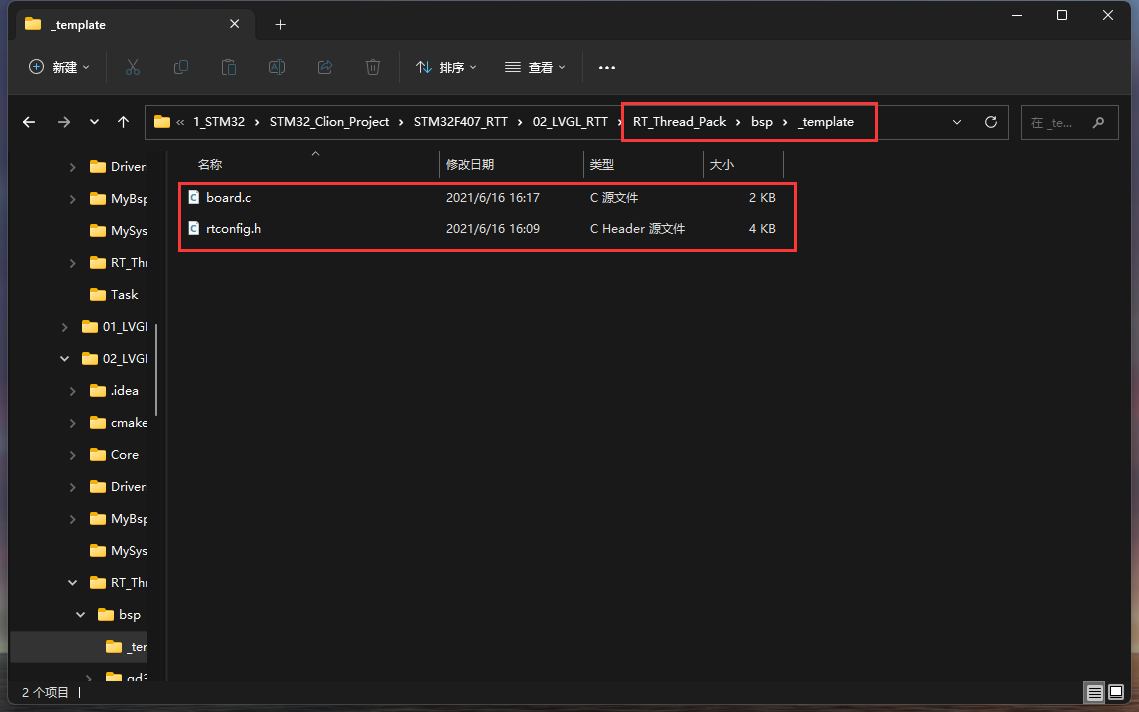 _template
新建
排序
查看
1_STM32 › STM32_Clion_Project › STM32F407_RTT › 02_LVGL_RTT › RT_Thread_Pack › bsp › _template
在 _te...
名称 修改日期 类型 大小
board.c 2021/6/16 16:17 C 源文件 2 KB
rtconfig.h 2021/6/16 16:09 C Header 源文件 4 KB
Driver
MyBsp
MySys
RT_Thr
Task
01_LVGL
02_LVGL
.idea
cmake
Core
Driver
MyBsp
MySys
RT_Thr
bsp
_ter
2 个项目